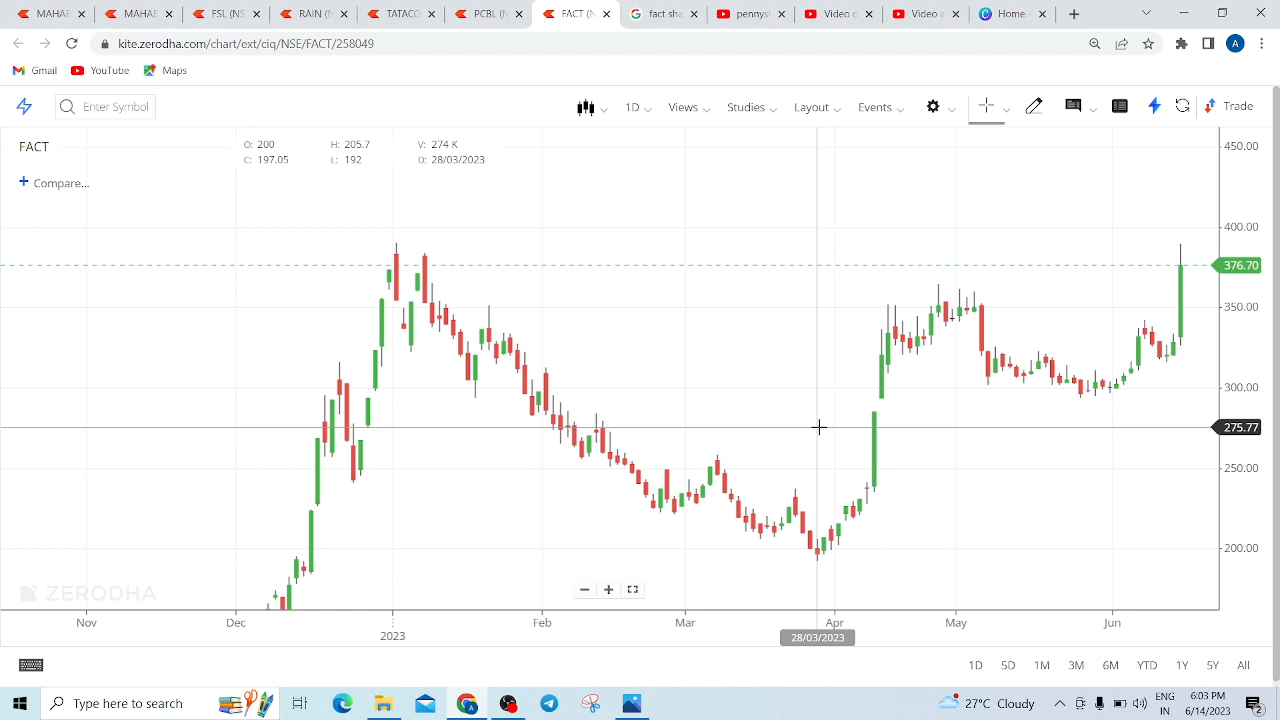 MAHAB
MAHAB
FSL (NS
RAIN (N
TATACO
PCBL (N
FACT (N
fact sha
pennys
Video d
Video a
Home -
kite.zerodha.com/chart/ext/ciq/NSE/FACT/258049
A
Gmail
YouTube
Maps
Enter Symbol
1D
Views
Studies
Layout
Events
Trade
FACT
O: 200
H: 205.7
V: 274 K
C: 197.05
L: 192
D: 28/03/2023
Compare...
450.00
400.00
376.70
350.00
300.00
275.77
250.00
200.00
ZERODHA
Nov
Dec
2023
Feb
Mar
Apr
May
Jun
28/03/2023
1D
5D
1M
3M
6M
YTD
1Y
5Y
All
Type here to search
27°C Cloudy
ENG
IN
6:03 PM
6/14/2023
2